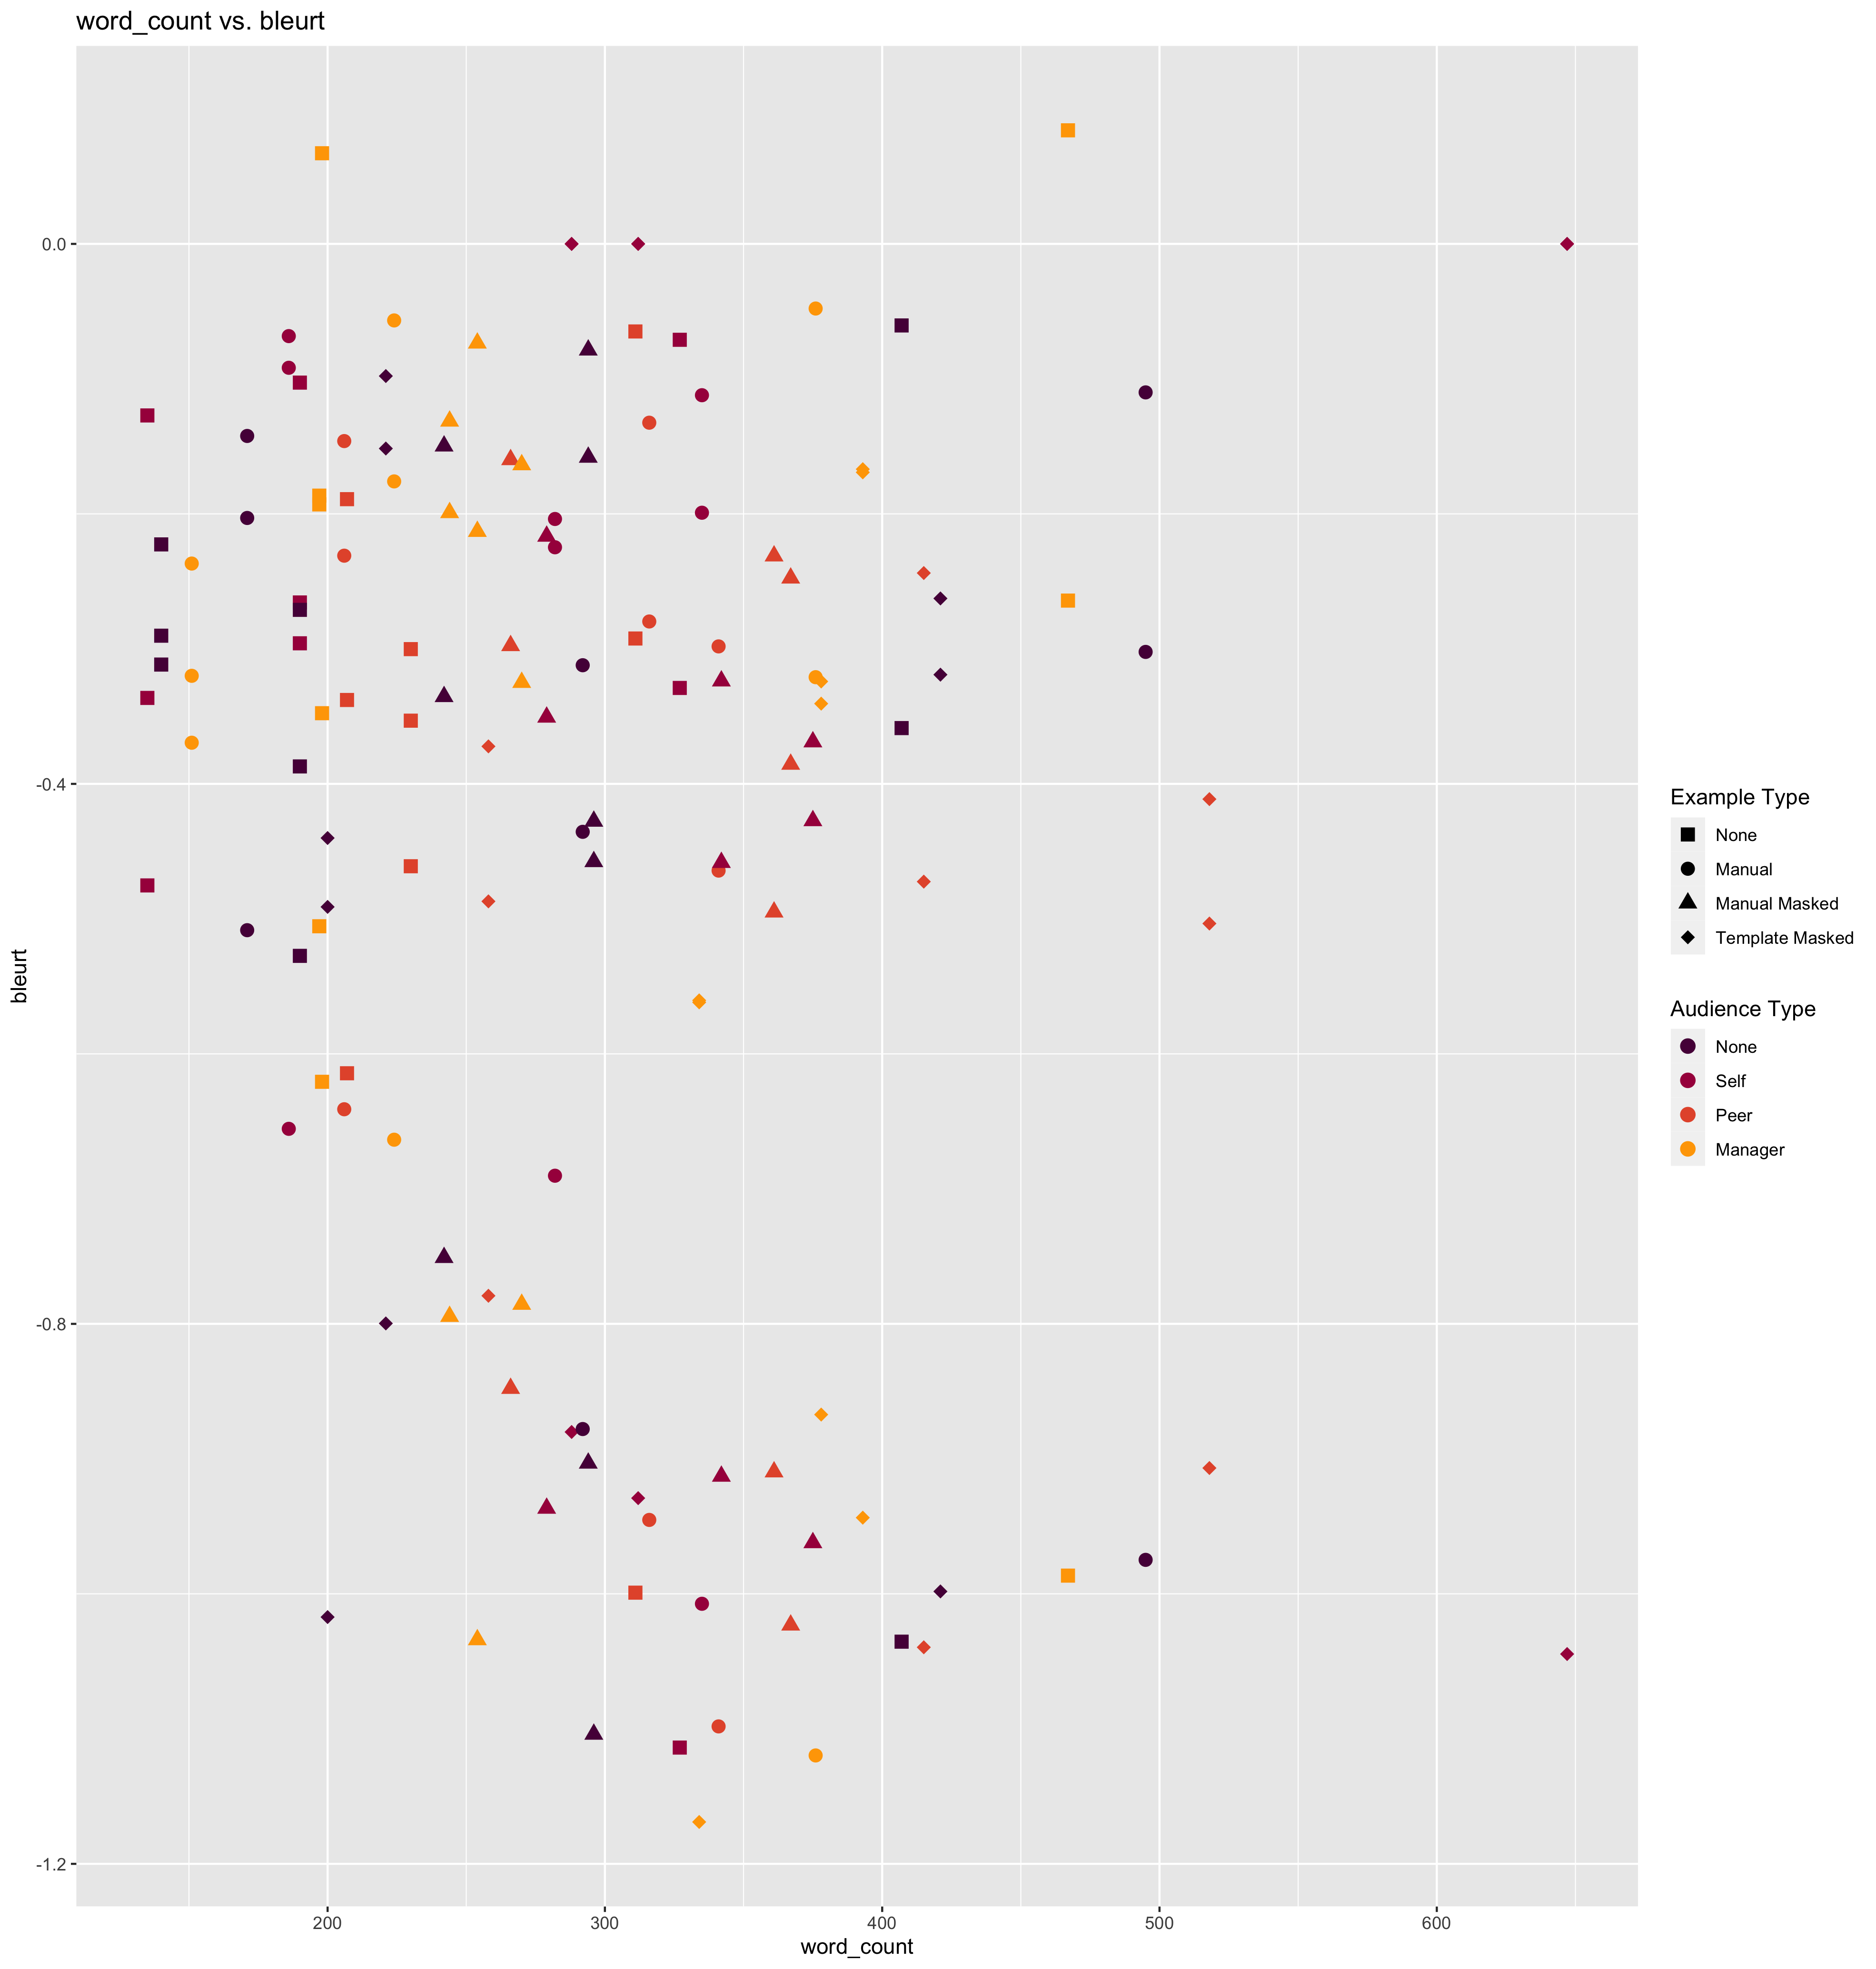 word_count vs. bleurt
0.0
-0.4
-0.8
-1.2
bleurt
200
300
400
500
600
word_count
Example Type
None
Manual
Manual Masked
Template Masked
Audience Type
None
Self
Peer
Manager